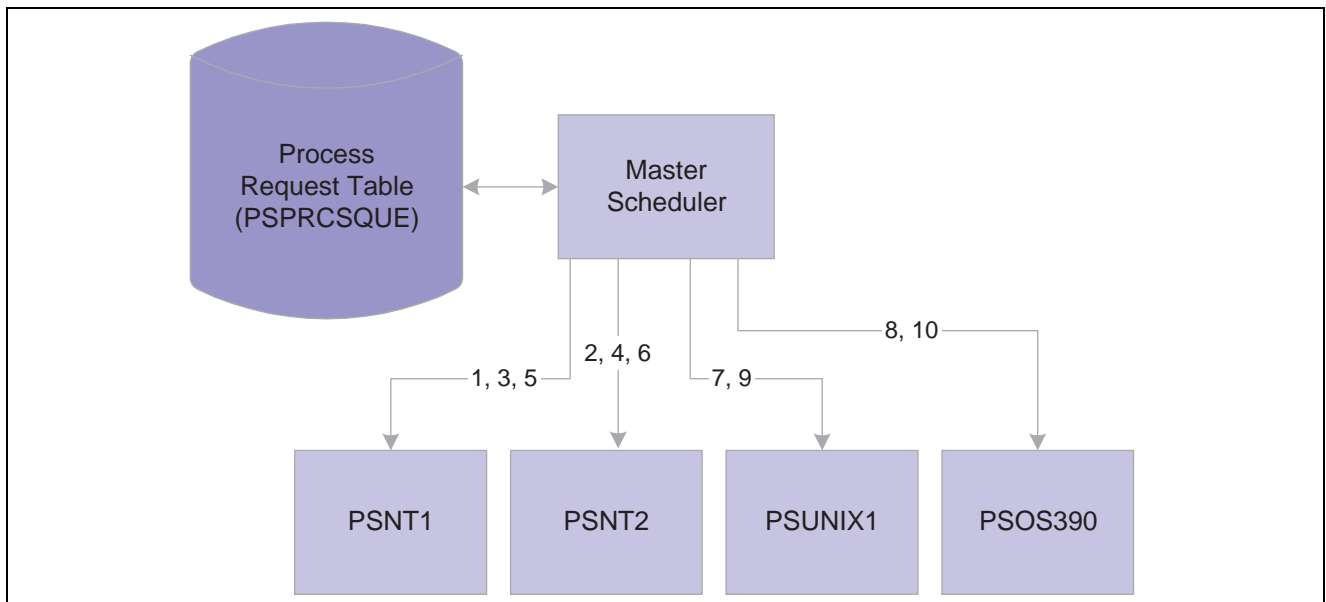 Process
Request Table
(PSPRCSQUE)
Master
Scheduler
8, 10
2, 4, 6
1, 3, 5
7, 9
PSNT1
PSNT2
PSUNIX1
PSOS390